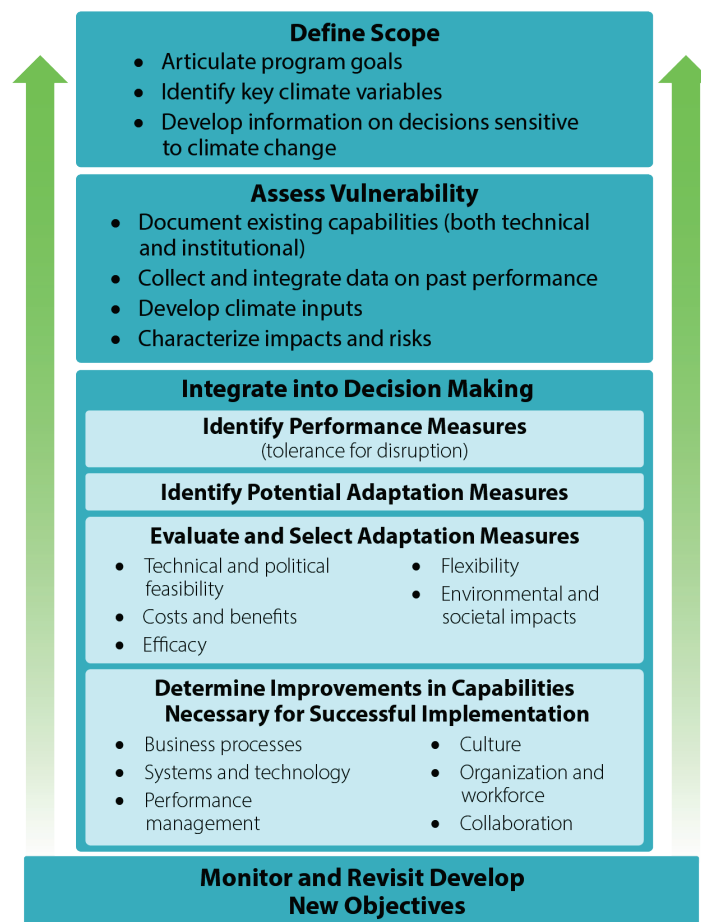 Define Scope
• Articulate program goals
• Identify key climate variables
• Develop information on decisions sensitive
to climate change
Assess Vulnerability
• Document existing capabilities (both technical
and institutional)
• Collect and integrate data on past performance
• Develop climate inputs
• Characterize impacts and risks
Integrate into Decision Making
Identify Performance Measures
(tolerance for disruption)
Identify Potential Adaptation Measures
Evaluate and Select Adaptation Measures
• Technical and political
feasibility
• Costs and benefits
• Efficacy
• Flexibility
• Environmental and
societal impacts
Determine Improvements in Capabilities
Necessary for Successful Implementation
• Business processes
• Systems and technology
• Performance
management
• Culture
• Organization and
workforce
• Collaboration
Monitor and Revisit Develop
New Objectives